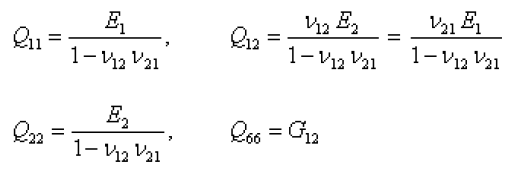 Q₁₁ = E₁ / (1 − ν₁₂ ν₂₁), Q₁₂ = ν₁₂ E₂ / (1 − ν₁₂ ν₂₁) = ν₂₁ E₁ / (1 − ν₁₂ ν₂₁)
Q₂₂ = E₂ / (1 − ν₁₂ ν₂₁), Q₆₆ = G₁₂